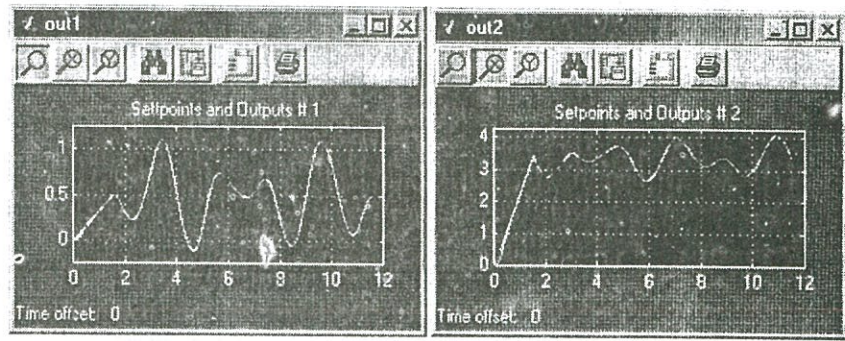 out1
Settpoints and Outputs # 1
1
0.5
0
0 2 4 6 8 10 12
Time offset: 0
out2
Setpoints and Outputs # 2
4
3
2
1
0
0 2 4 6 8 10 12
Time offset: 0